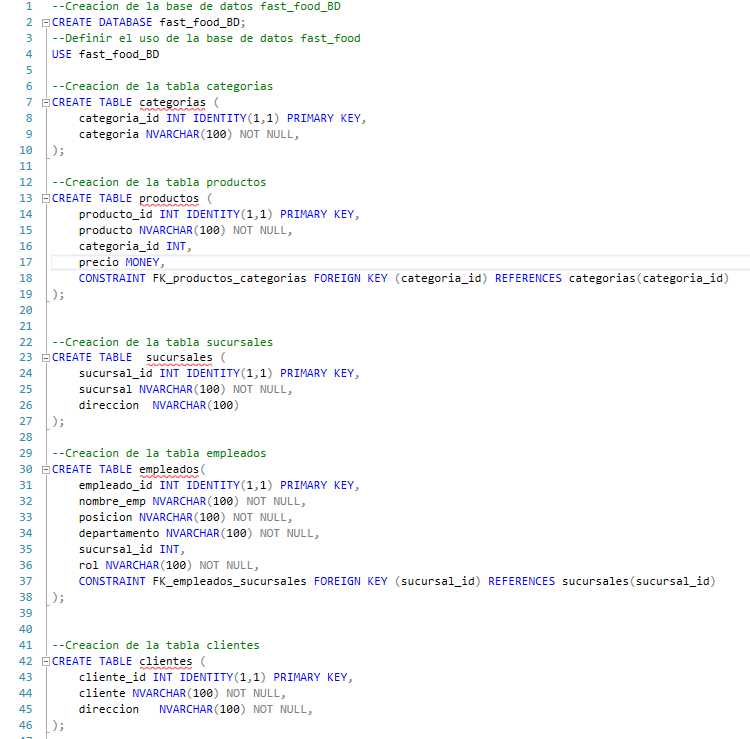 1 --Creacion de la base de datos fast_food_BD
2 CREATE DATABASE fast_food_BD;
3 --Definir el uso de la base de datos fast_food
4 USE fast_food_BD
5
6 --Creacion de la tabla categorias
7 CREATE TABLE categorias (
8 categoria_id INT IDENTITY(1,1) PRIMARY KEY,
9 categoria NVARCHAR(100) NOT NULL,
10 );
11
12 --Creacion de la tabla productos
13 CREATE TABLE productos (
14 producto_id INT IDENTITY(1,1) PRIMARY KEY,
15 producto NVARCHAR(100) NOT NULL,
16 categoria_id INT,
17 precio MONEY,
18 CONSTRAINT FK_productos_categorias FOREIGN KEY (categoria_id) REFERENCES categorias(categoria_id)
19 );
20
21
22 --Creacion de la tabla sucursales
23 CREATE TABLE  sucursales (
24 sucursal_id INT IDENTITY(1,1) PRIMARY KEY,
25 sucursal NVARCHAR(100) NOT NULL,
26 direccion  NVARCHAR(100)
27 );
28
29 --Creacion de la tabla empleados
30 CREATE TABLE empleados(
31 empleado_id INT IDENTITY(1,1) PRIMARY KEY,
32 nombre_emp NVARCHAR(100) NOT NULL,
33 posicion NVARCHAR(100) NOT NULL,
34 departamento NVARCHAR(100) NOT NULL,
35 sucursal_id INT,
36 rol NVARCHAR(100) NOT NULL,
37 CONSTRAINT FK_empleados_sucursales FOREIGN KEY (sucursal_id) REFERENCES sucursales(sucursal_id)
38 );
39
40
41 --Creacion de la tabla clientes
42 CREATE TABLE clientes (
43 cliente_id INT IDENTITY(1,1) PRIMARY KEY,
44 cliente NVARCHAR(100) NOT NULL,
45 direccion   NVARCHAR(100) NOT NULL,
46 );